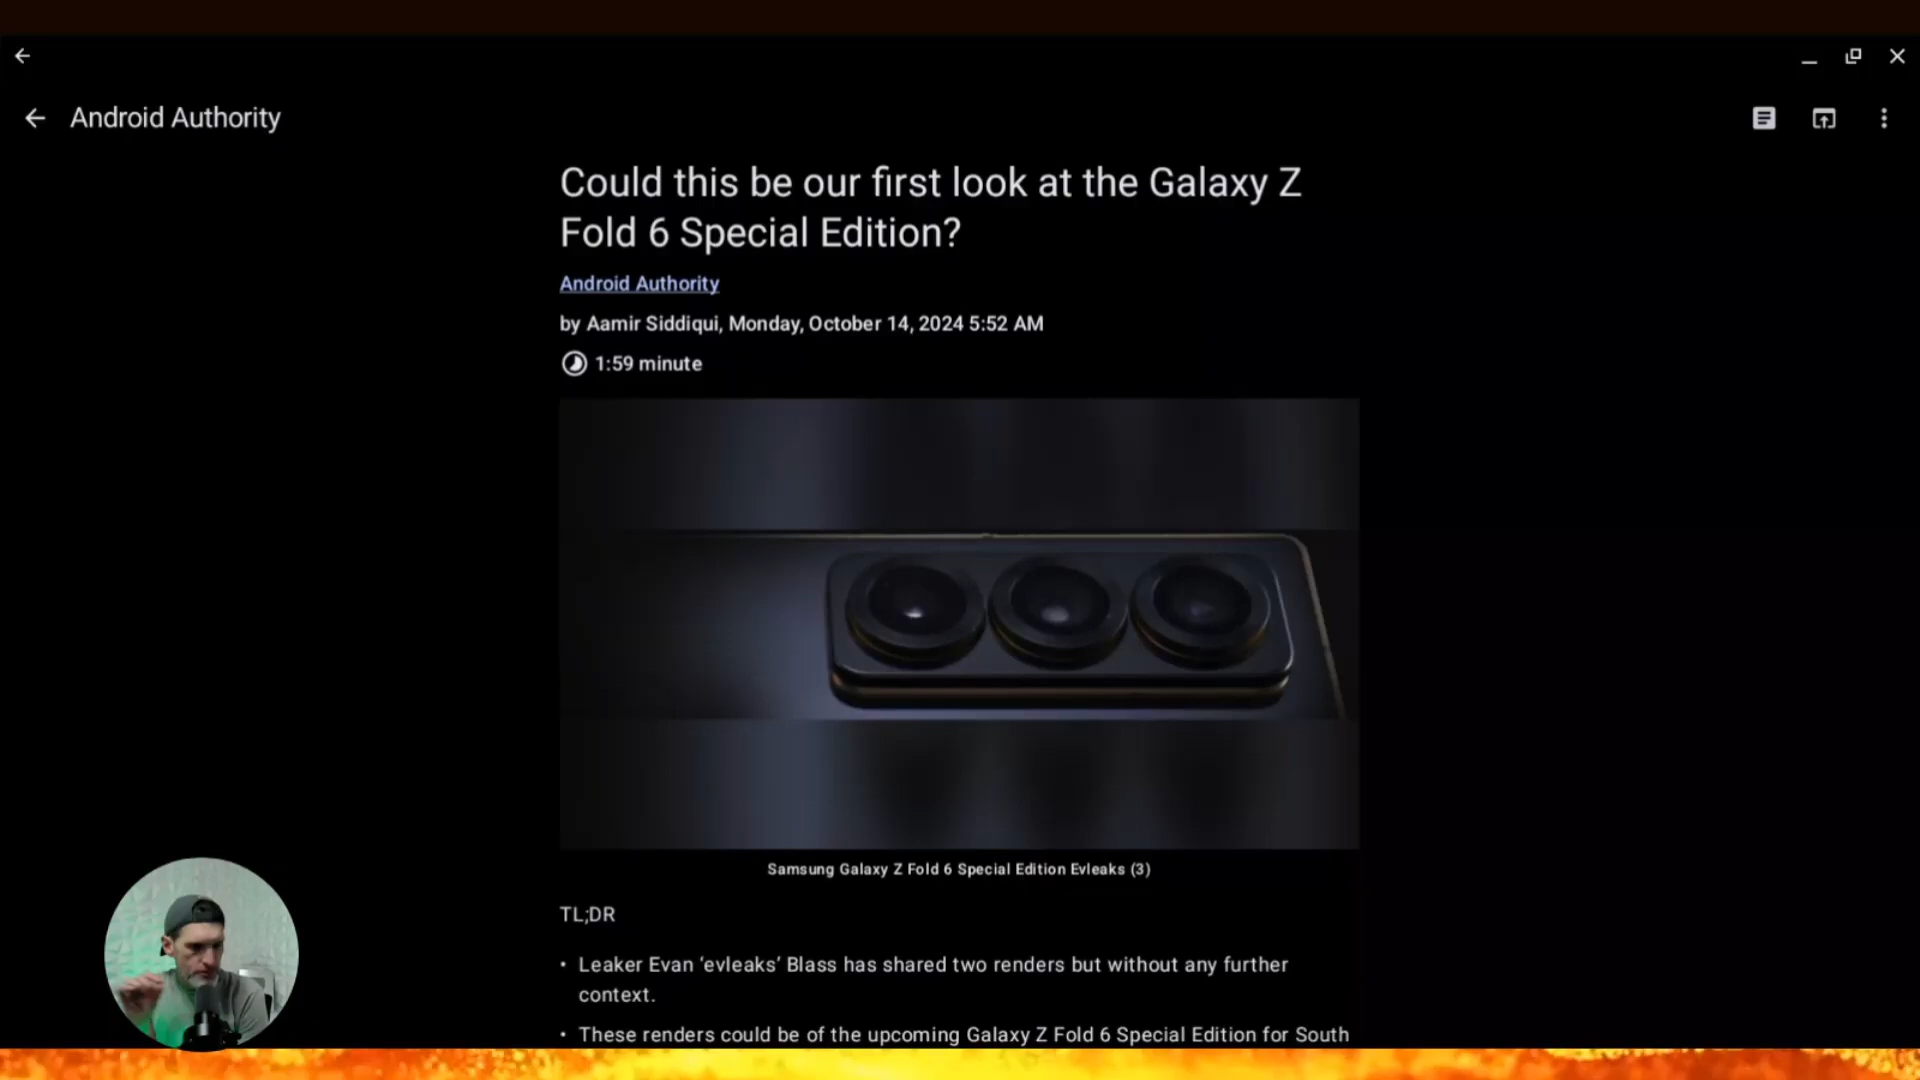 Android Authority
Could this be our first look at the Galaxy Z
Fold 6 Special Edition?
Android Authority
by Aamir Siddiqui, Monday, October 14, 2024 5:52 AM
1:59 minute
Samsung Galaxy Z Fold 6 Special Edition Evleaks (3)
TL;DR
• Leaker Evan ‘evleaks’ Blass has shared two renders but without any further
context.
• These renders could be of the upcoming Galaxy Z Fold 6 Special Edition for South